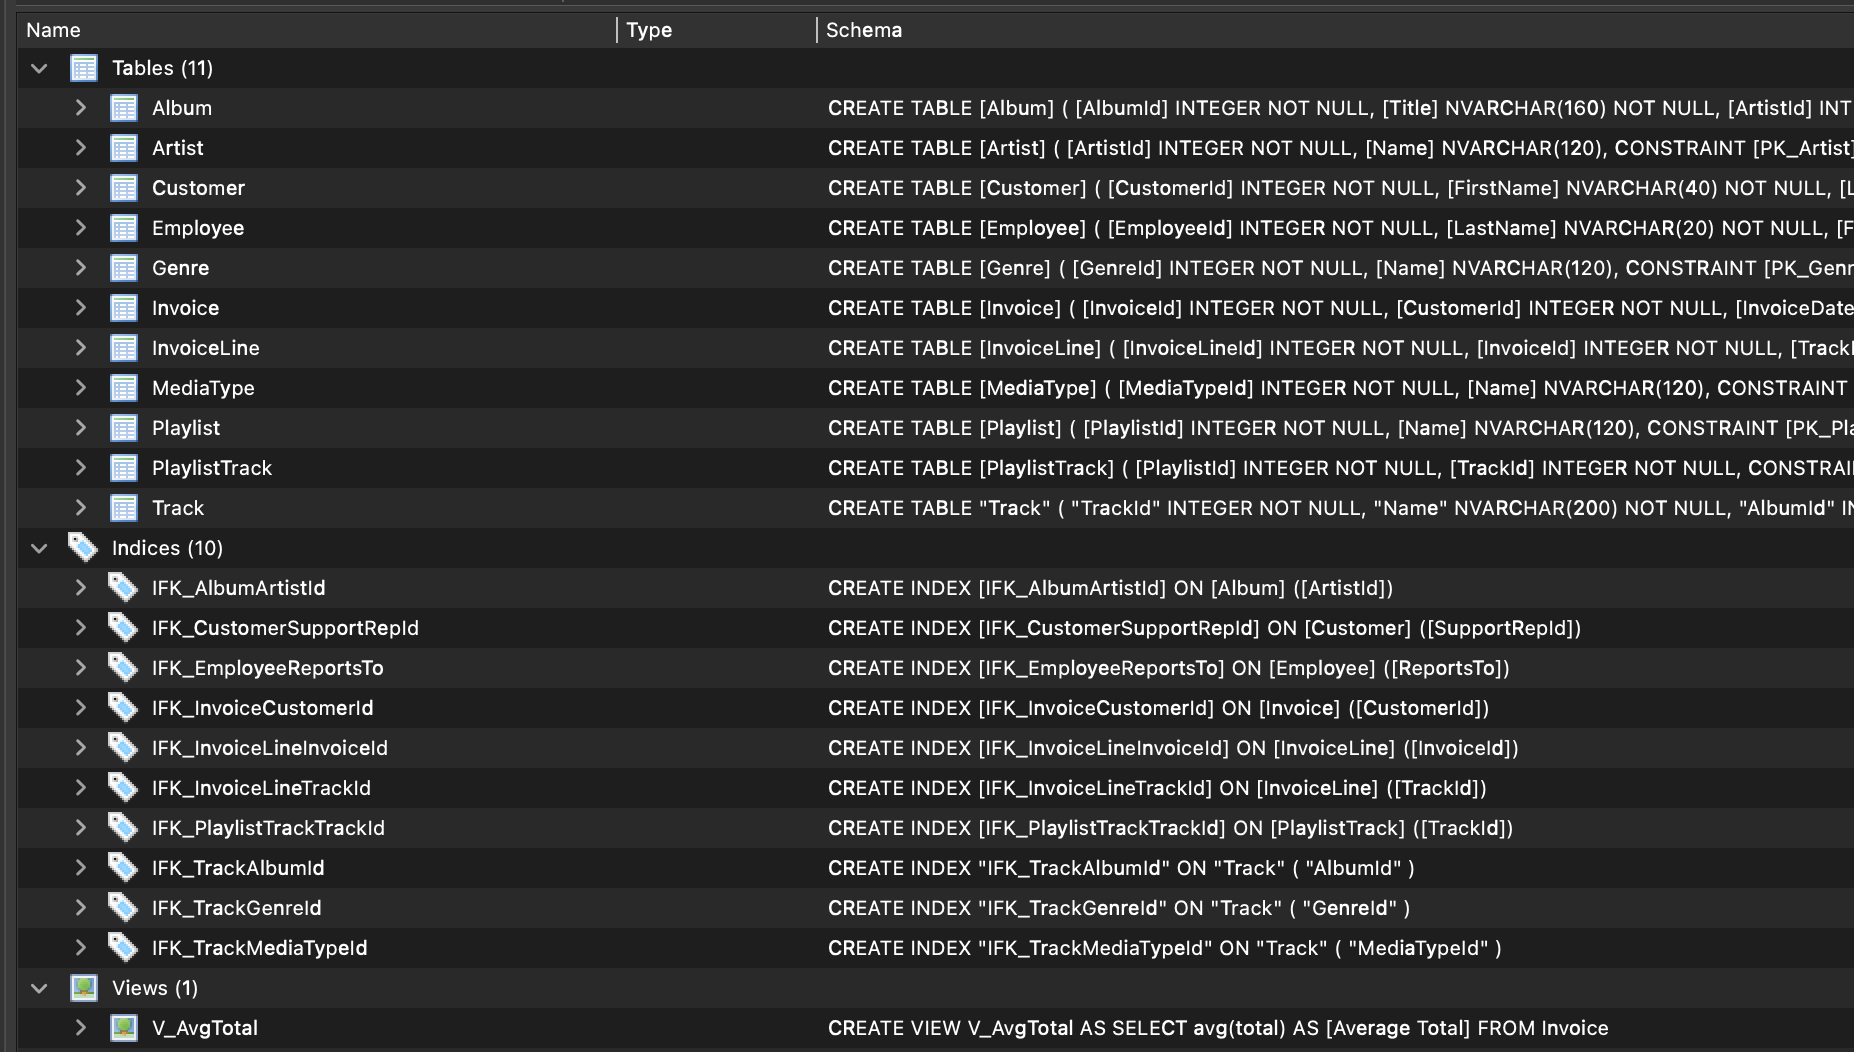 Name Type Schema
Tables (11)
Album CREATE TABLE [Album] ( [AlbumId] INTEGER NOT NULL, [Title] NVARCHAR(160) NOT NULL, [ArtistId] INT
Artist CREATE TABLE [Artist] ( [ArtistId] INTEGER NOT NULL, [Name] NVARCHAR(120), CONSTRAINT [PK_Artist]
Customer CREATE TABLE [Customer] ( [CustomerId] INTEGER NOT NULL, [FirstName] NVARCHAR(40) NOT NULL, [L
Employee CREATE TABLE [Employee] ( [EmployeeId] INTEGER NOT NULL, [LastName] NVARCHAR(20) NOT NULL, [F
Genre CREATE TABLE [Genre] ( [GenreId] INTEGER NOT NULL, [Name] NVARCHAR(120), CONSTRAINT [PK_Genr
Invoice CREATE TABLE [Invoice] ( [InvoiceId] INTEGER NOT NULL, [CustomerId] INTEGER NOT NULL, [InvoiceDate
InvoiceLine CREATE TABLE [InvoiceLine] ( [InvoiceLineId] INTEGER NOT NULL, [InvoiceId] INTEGER NOT NULL, [TrackI
MediaType CREATE TABLE [MediaType] ( [MediaTypeId] INTEGER NOT NULL, [Name] NVARCHAR(120), CONSTRAINT
Playlist CREATE TABLE [Playlist] ( [PlaylistId] INTEGER NOT NULL, [Name] NVARCHAR(120), CONSTRAINT [PK_Pla
PlaylistTrack CREATE TABLE [PlaylistTrack] ( [PlaylistId] INTEGER NOT NULL, [TrackId] INTEGER NOT NULL, CONSTRAI
Track CREATE TABLE "Track" ( "TrackId" INTEGER NOT NULL, "Name" NVARCHAR(200) NOT NULL, "AlbumId" IN
Indices (10)
IFK_AlbumArtistId CREATE INDEX [IFK_AlbumArtistId] ON [Album] ([ArtistId])
IFK_CustomerSupportRepId CREATE INDEX [IFK_CustomerSupportRepId] ON [Customer] ([SupportRepId])
IFK_EmployeeReportsTo CREATE INDEX [IFK_EmployeeReportsTo] ON [Employee] ([ReportsTo])
IFK_InvoiceCustomerId CREATE INDEX [IFK_InvoiceCustomerId] ON [Invoice] ([CustomerId])
IFK_InvoiceLineInvoiceId CREATE INDEX [IFK_InvoiceLineInvoiceId] ON [InvoiceLine] ([InvoiceId])
IFK_InvoiceLineTrackId CREATE INDEX [IFK_InvoiceLineTrackId] ON [InvoiceLine] ([TrackId])
IFK_PlaylistTrackTrackId CREATE INDEX [IFK_PlaylistTrackTrackId] ON [PlaylistTrack] ([TrackId])
IFK_TrackAlbumId CREATE INDEX "IFK_TrackAlbumId" ON "Track" ( "AlbumId" )
IFK_TrackGenreId CREATE INDEX "IFK_TrackGenreId" ON "Track" ( "GenreId" )
IFK_TrackMediaTypeId CREATE INDEX "IFK_TrackMediaTypeId" ON "Track" ( "MediaTypeId" )
Views (1)
V_AvgTotal CREATE VIEW V_AvgTotal AS SELECT avg(total) AS [Average Total] FROM Invoice